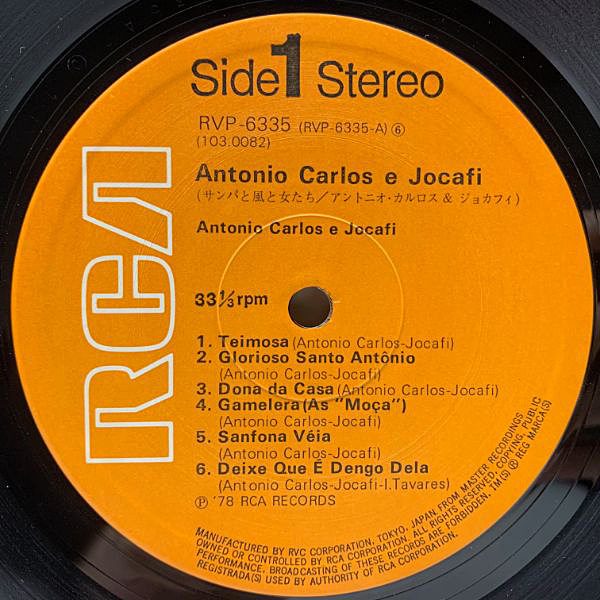 Side 1 Stereo
RVP-6335 (RVP-6335-A) ⑥
(103.0082)
Antonio Carlos e Jocafi
(サンバと風と女たち/アントニオ・カルロス & ジョカフィ)
Antonio Carlos e Jocafi
RCA
33 1/3 rpm
1. Teimosa (Antonio Carlos-Jocafi)
2. Glorioso Santo Antônio
(Antonio Carlos-Jocafi)
3. Dona da Casa (Antonio Carlos-Jocafi)
4. Gamelera (As "Moça")
(Antonio Carlos-Jocafi)
5. Sanfona Véia
(Antonio Carlos-Jocafi)
6. Deixe Que É Dengo Dela
(Antonio Carlos-Jocafi-I.Tavares)
Ⓟ '78 RCA RECORDS
MANUFACTURED BY RVC CORPORATION, TOKYO, JAPAN FROM MASTER RECORDINGS
OWNED OR CONTROLLED BY RCA CORPORATION. ALL RIGHTS RESERVED. COPYING, PUBLIC
PERFORMANCE, BROADCASTING OF THESE RECORDS ARE FORBIDDEN. TM(S) ® REG MARCA(S)
REGISTRADA(S) USED BY AUTHORITY OF RCA CORPORATION.